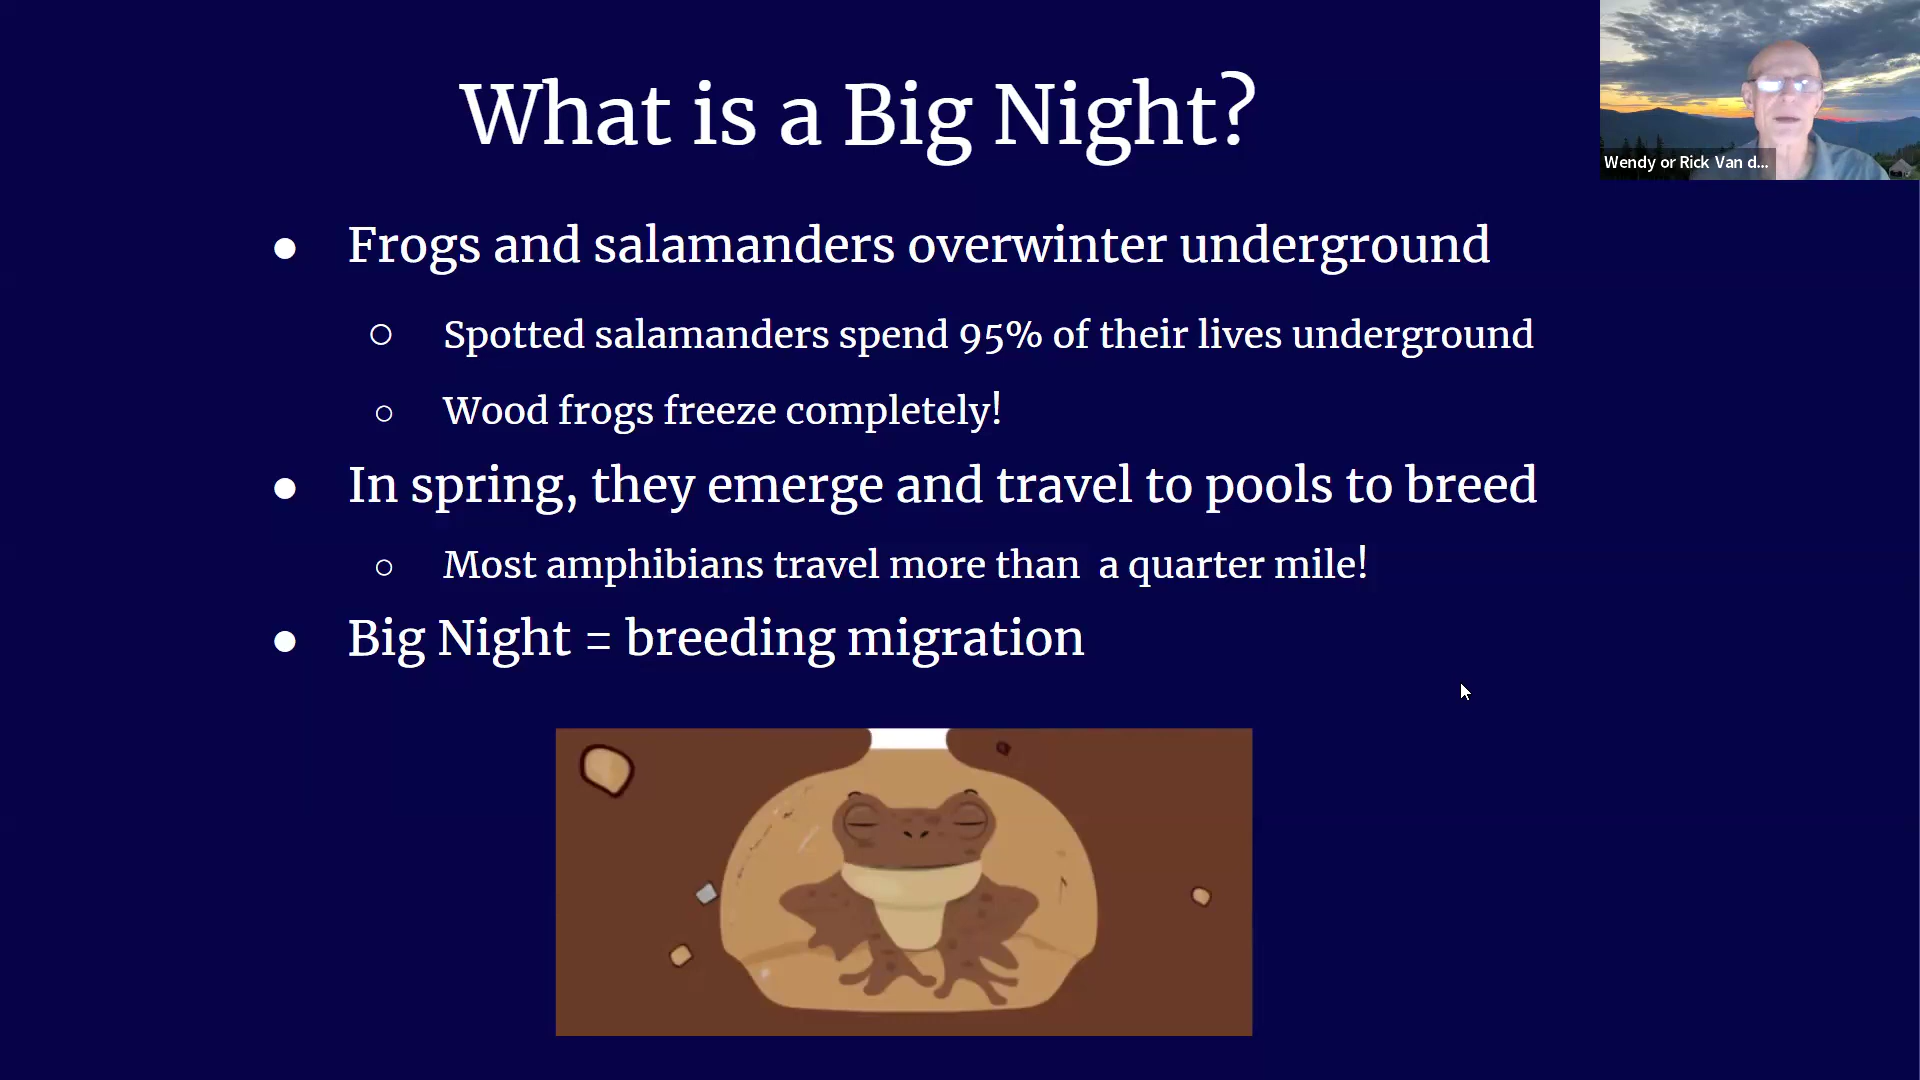 What is a Big Night?
Wendy or Rick Van d...
● Frogs and salamanders overwinter underground
○ Spotted salamanders spend 95% of their lives underground
○ Wood frogs freeze completely!
● In spring, they emerge and travel to pools to breed
○ Most amphibians travel more than  a quarter mile!
● Big Night = breeding migration